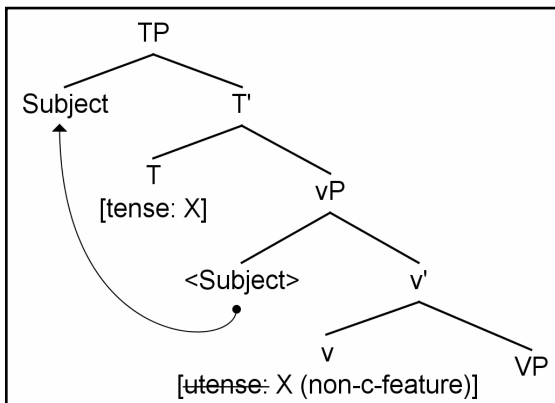 TP
Subject T'
T vP
[tense: X]
<Subject> v'
v VP
[utense: X (non-c-feature)]